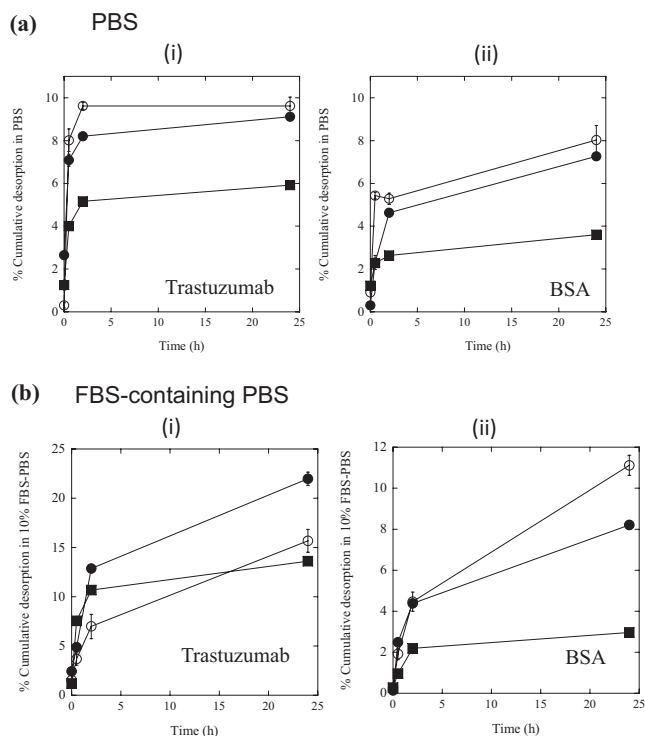 (a) PBS
(i) (ii)
% Cumulative desorption in PBS
10
8
6
4
2
0
Trastuzumab
0 5 10 15 20 25
Time (h)
% Cumulative desorption in PBS
10
8
6
4
2
0
BSA
0 5 10 15 20 25
Time (h)
(b) FBS-containing PBS
(i) (ii)
% Cumulative desorption in 10% FBS-PBS
25
20
15
10
5
0
Trastuzumab
0 5 10 15 20 25
Time (h)
% Cumulative desorption in 10% FBS-PBS
12
10
8
6
4
2
0
BSA
0 5 10 15 20 25
Time (h)